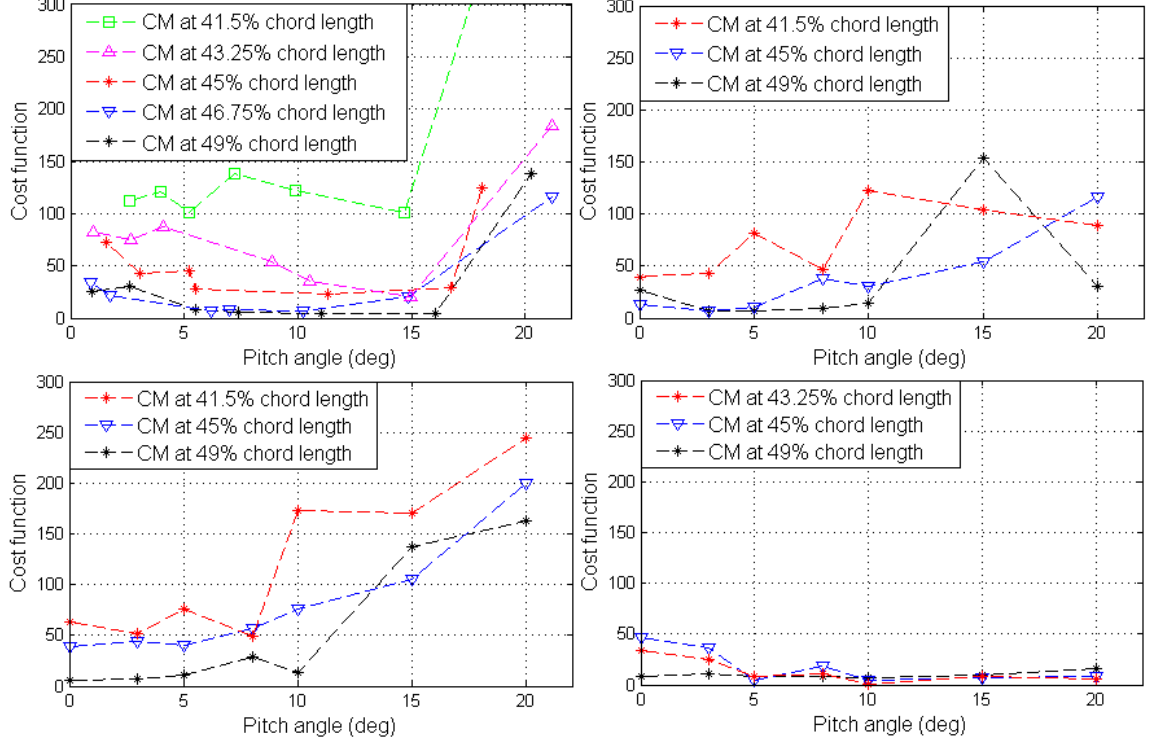 300
250
200
150
100
50
0
Cost function
CM at 41.5% chord length
CM at 43.25% chord length
CM at 45% chord length
CM at 46.75% chord length
CM at 49% chord length
0 5 10 15 20
Pitch angle (deg)
300
250
200
150
100
50
0
Cost function
CM at 41.5% chord length
CM at 45% chord length
CM at 49% chord length
0 5 10 15 20
Pitch angle (deg)
300
250
200
150
100
50
0
Cost function
CM at 41.5% chord length
CM at 45% chord length
CM at 49% chord length
0 5 10 15 20
Pitch angle (deg)
300
250
200
150
100
50
0
Cost function
CM at 43.25% chord length
CM at 45% chord length
CM at 49% chord length
0 5 10 15 20
Pitch angle (deg)